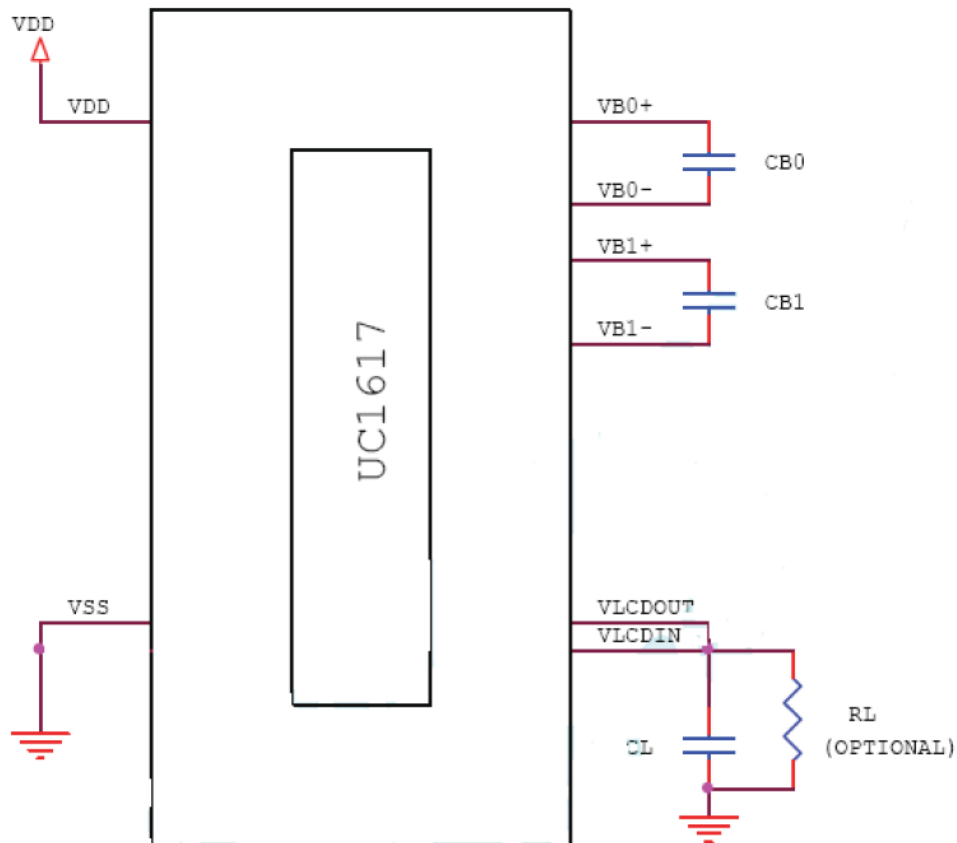 VDD
VDD
VB0+
CB0
VB0-
VB1+
CB1
VB1-
UC1617
VSS
VLCDOUT
VLCDIN
RL
CL
(OPTIONAL)